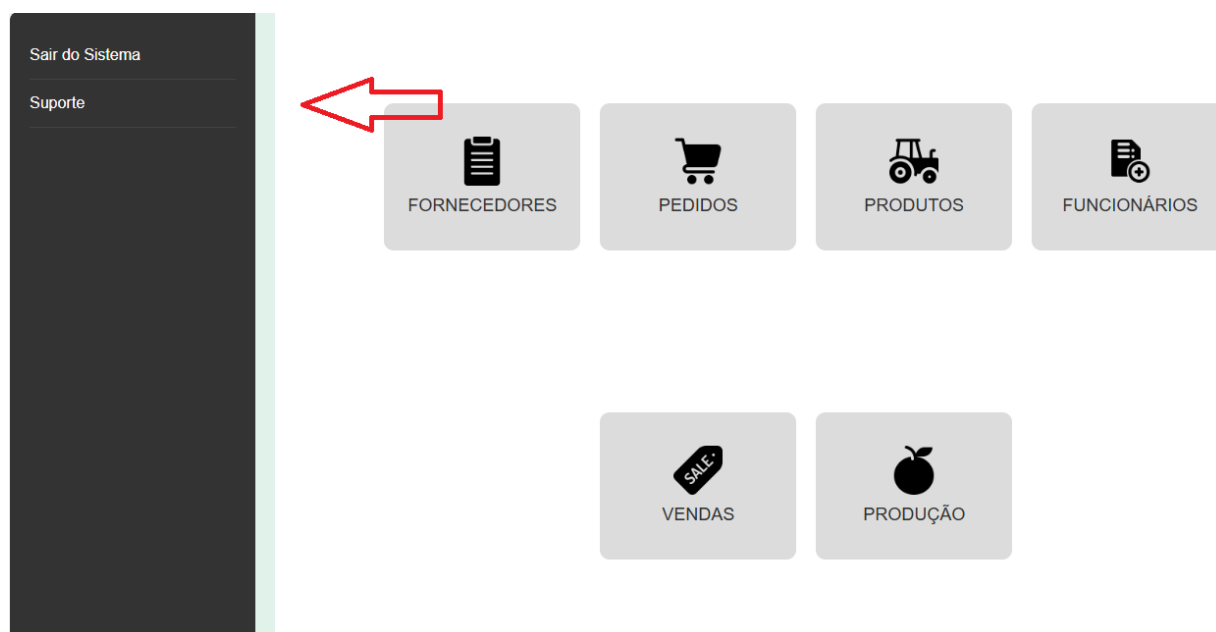 Sair do Sistema
Suporte
FORNECEDORES
PEDIDOS
PRODUTOS
FUNCIONÁRIOS
SALE
VENDAS
PRODUÇÃO